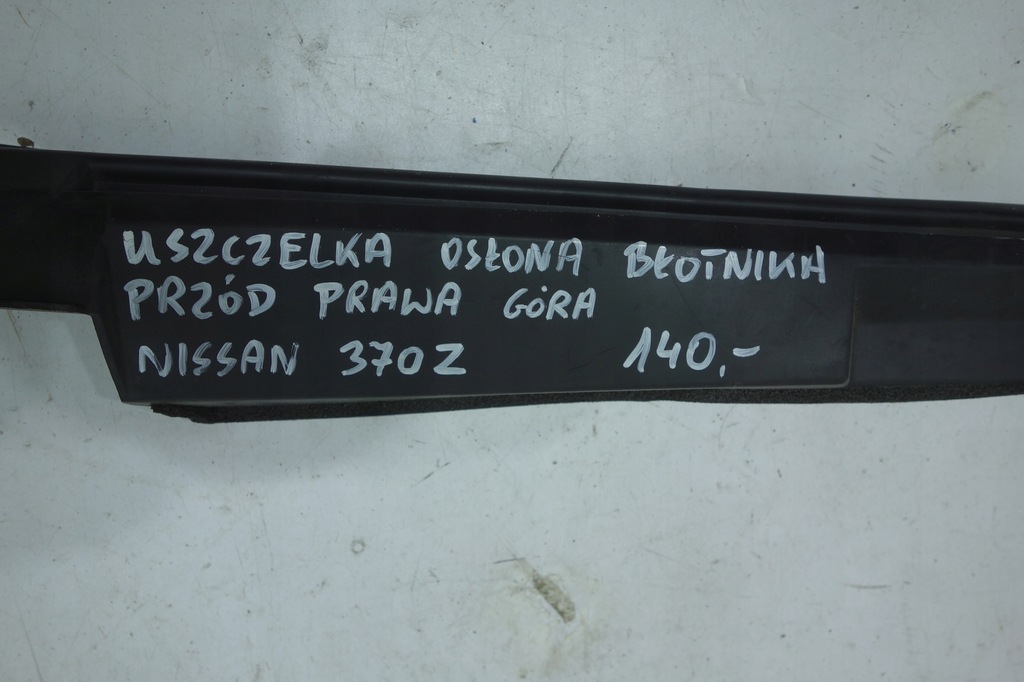 USZCZELKA OSŁONA BŁOTNIKA
PRZÓD PRAWA GÓRA
NISSAN 370Z 140,-